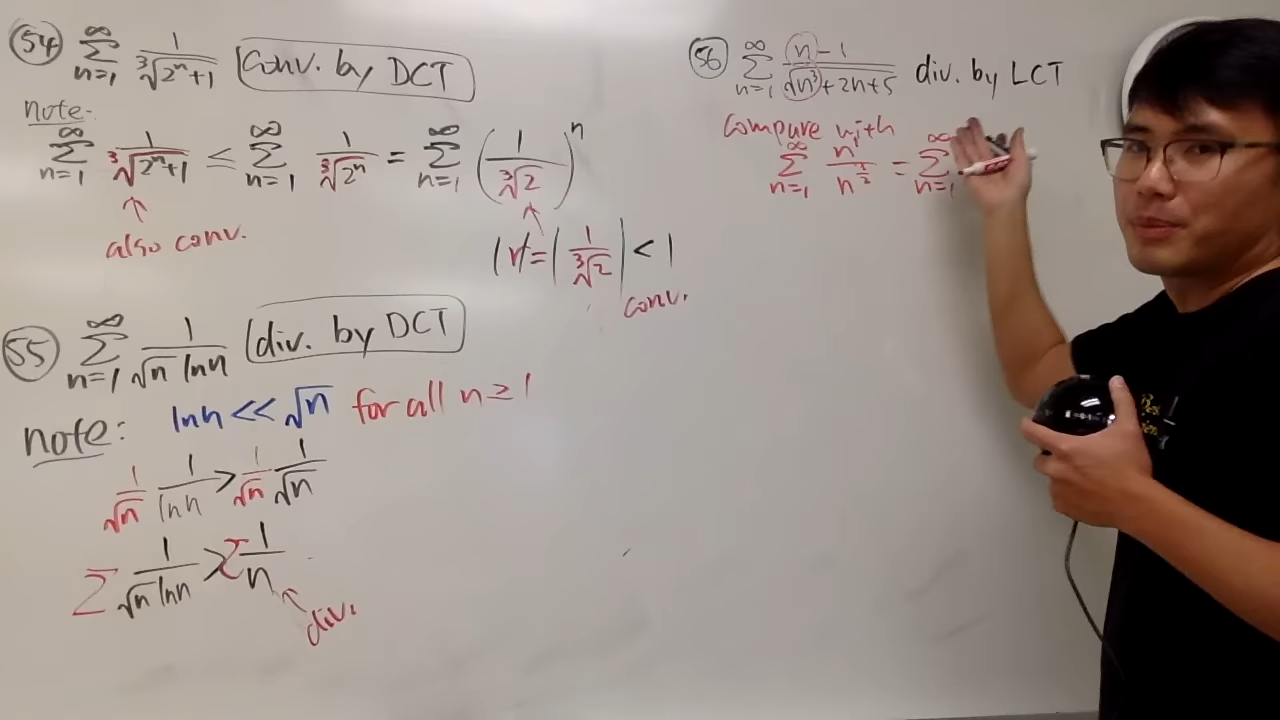 54 ∞∑n=1 1/∛(2ⁿ+1) conv. by DCT
note:
∞∑n=1 1/∛(2ⁿ+1) ≤ ∞∑n=1 1/∛(2ⁿ) = ∞∑n=1 (1/∛2)ⁿ
↑ ↑
also conv.
|r|=|1/∛2| < 1
conv.
55 ∞∑n=1 1/(√n ln n) div. by DCT
note: ln n << √n for all n ≥ 1
1/√n 1/ln n > 1/√n 1/√n
∑ 1/(√n ln n) > ∑ 1/n
div.
56 ∞∑n=1 (n-1)/(√(n³)+2n+5) div. by LCT
compare with
∞∑n=1 n¹/n^(3/2) = ∞∑n=1